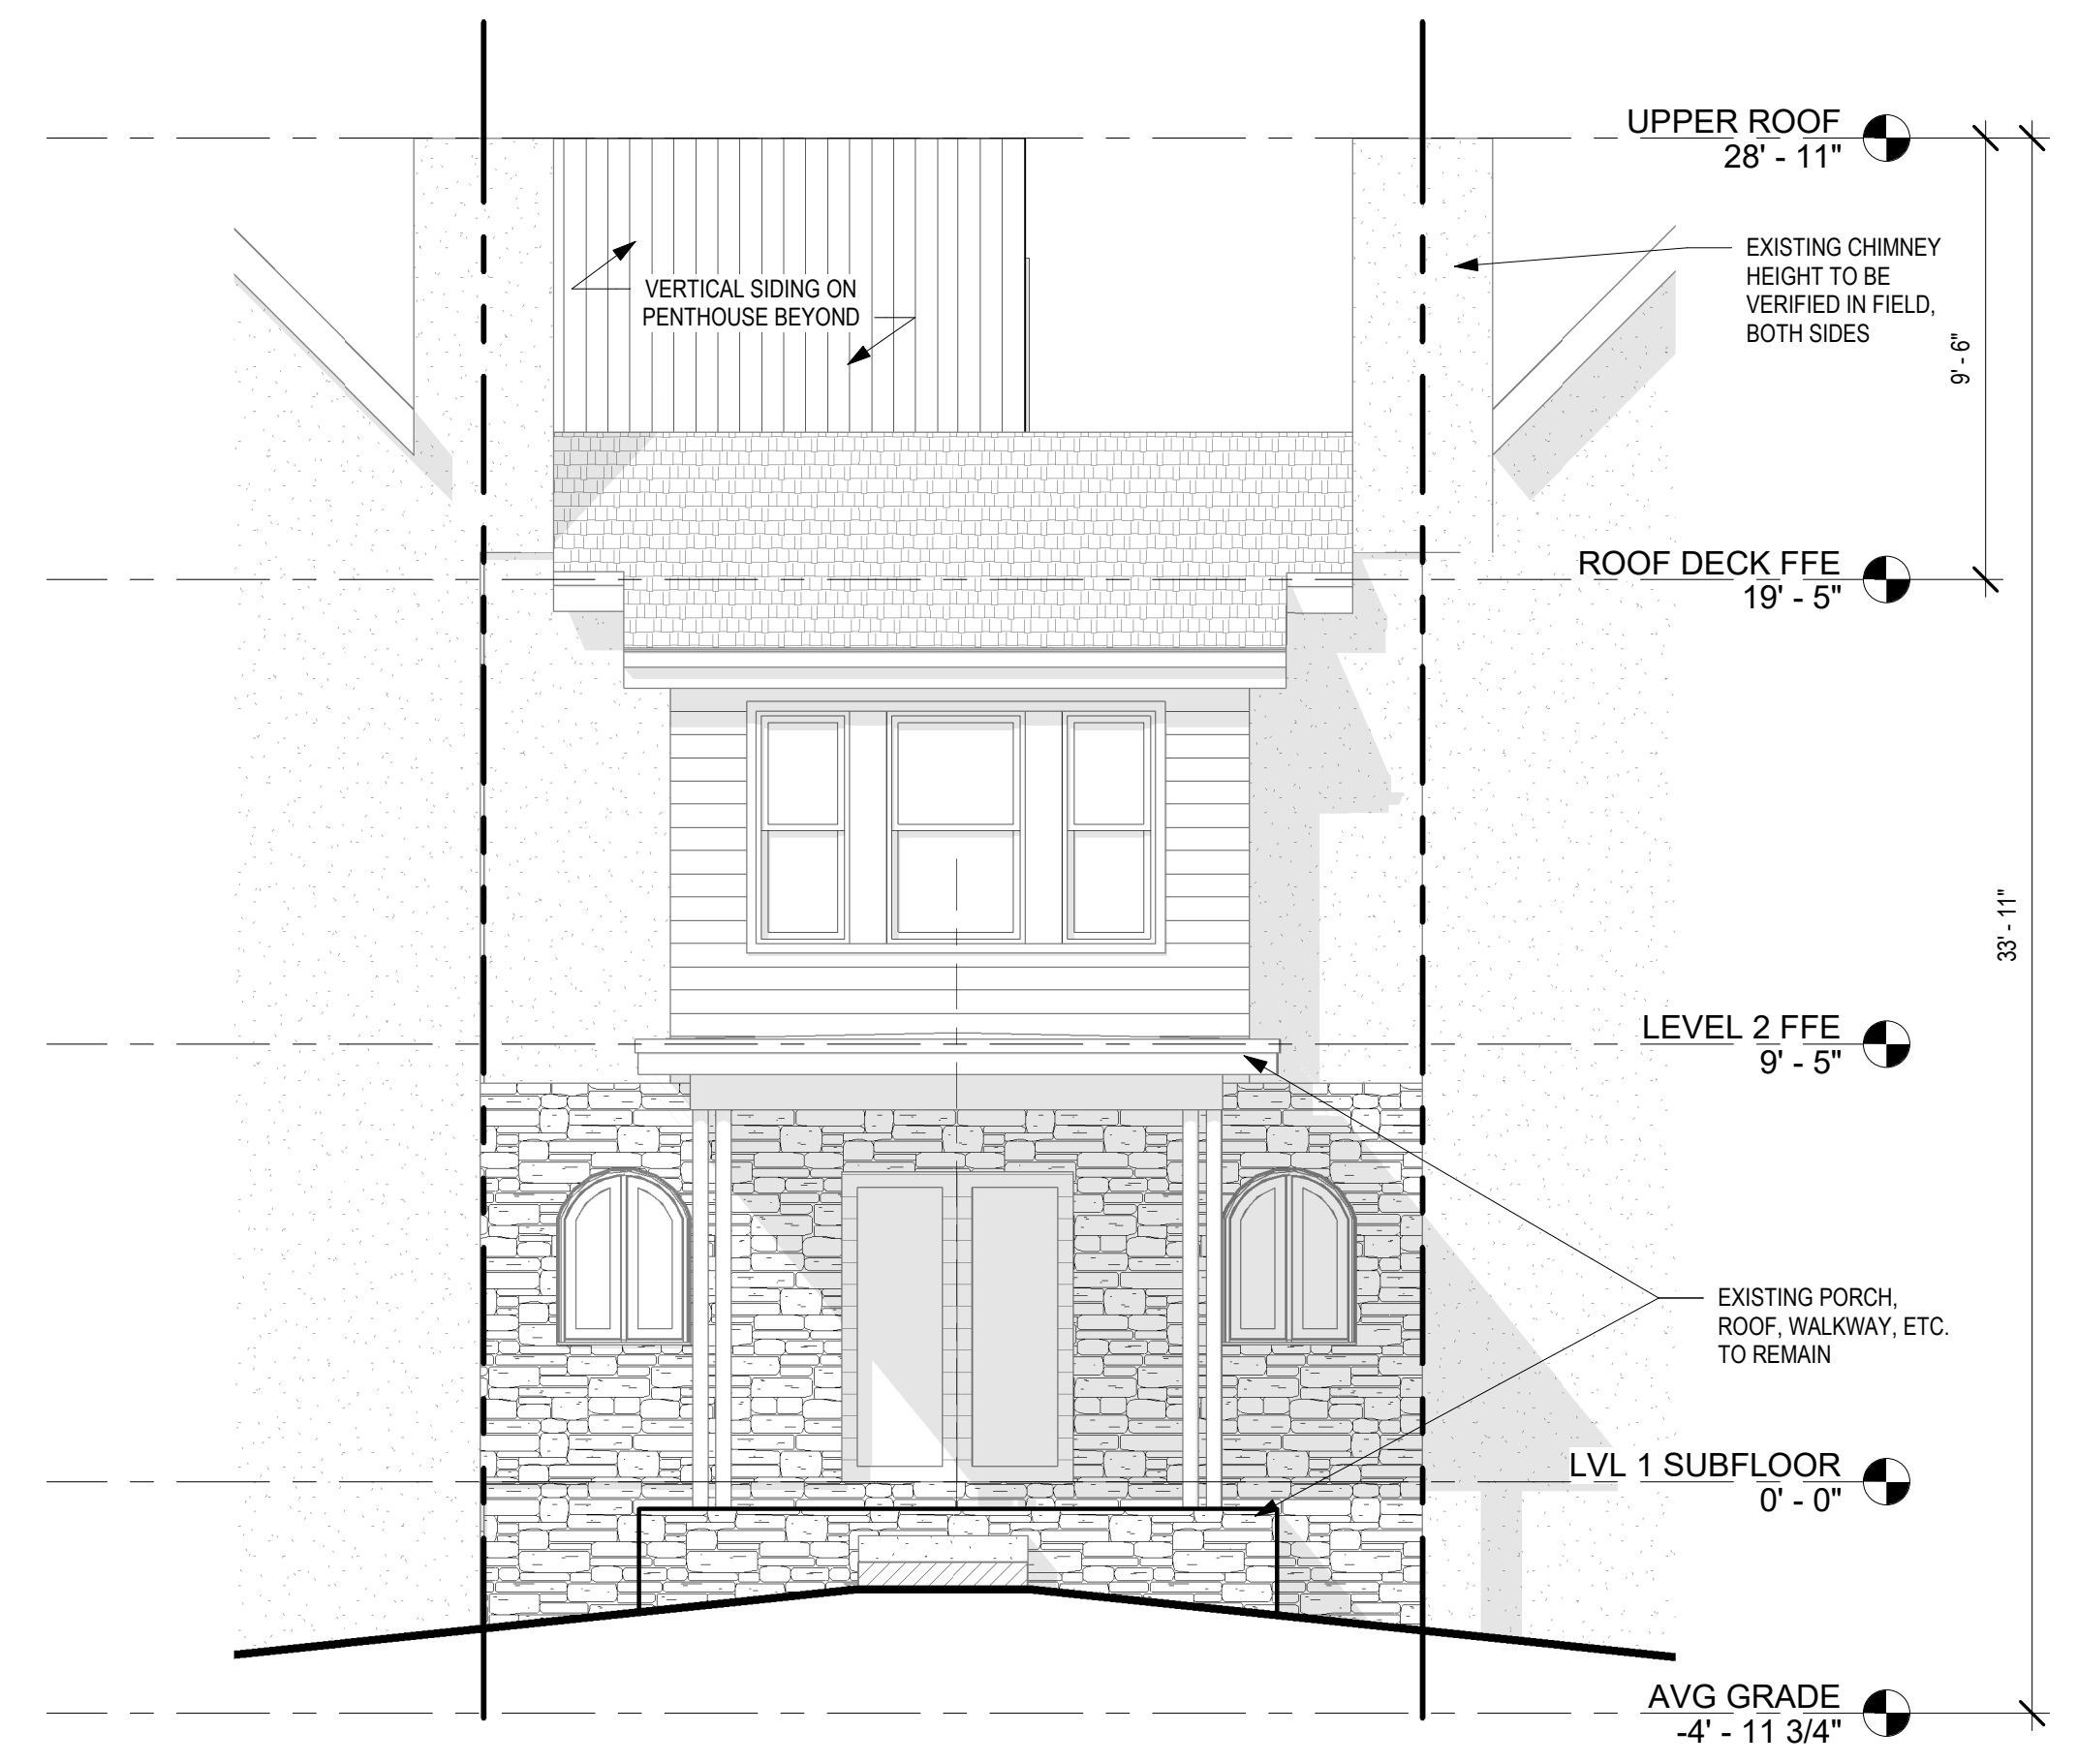 UPPER ROOF
28' - 11"
EXISTING CHIMNEY
HEIGHT TO BE
VERIFIED IN FIELD,
BOTH SIDES
VERTICAL SIDING ON
PENTHOUSE BEYOND
9' - 6"
ROOF DECK FFE
19' - 5"
33' - 11"
LEVEL 2 FFE
9' - 5"
EXISTING PORCH,
ROOF, WALKWAY, ETC.
TO REMAIN
LVL 1 SUBFLOOR
0' - 0"
AVG GRADE
-4' - 11 3/4"